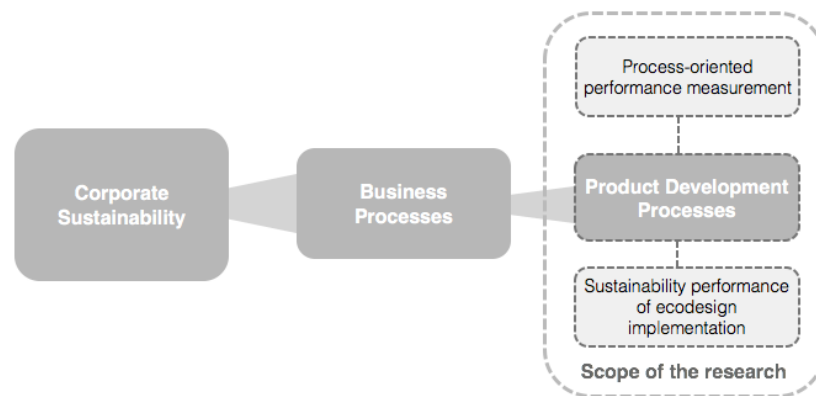 Corporate
Sustainability
Business
Processes
Process-oriented
performance measurement
Product Development
Processes
Sustainability performance
of ecodesign
implementation
Scope of the research